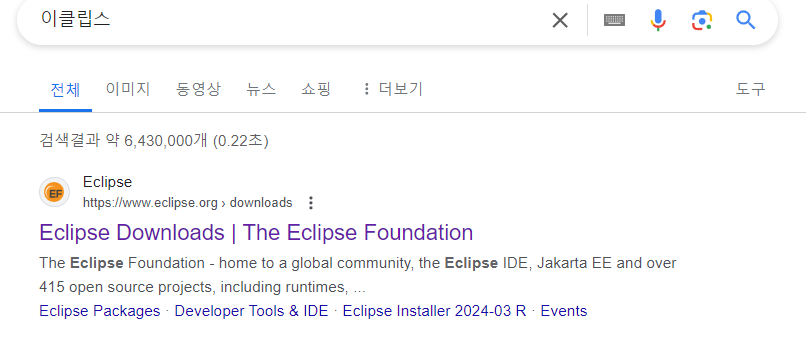 이클립스
전체 이미지 동영상 뉴스 쇼핑 더보기 도구
검색결과 약 6,430,000개 (0.22초)
EF
Eclipse
https://www.eclipse.org › downloads
Eclipse Downloads | The Eclipse Foundation
The Eclipse Foundation - home to a global community, the Eclipse IDE, Jakarta EE and over
415 open source projects, including runtimes, ...
Eclipse Packages · Developer Tools & IDE · Eclipse Installer 2024-03 R · Events